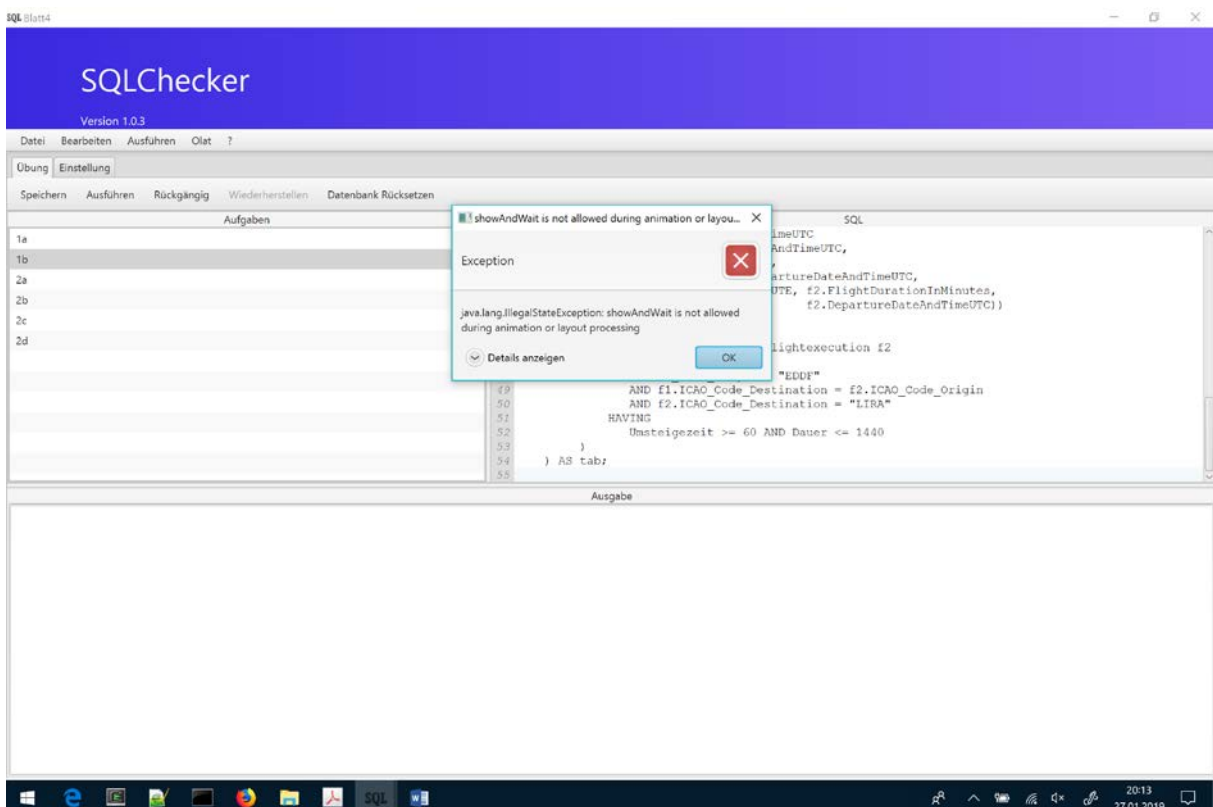 SQL Blatt4
SQLChecker
Version 1.0.3
Datei Bearbeiten Ausführen Olat ?
Übung Einstellung
Speichern Ausführen Rückgängig Wiederherstellen Datenbank Rücksetzen
Aufgaben
1a
1b
2a
2b
2c
2d
showAndWait is not allowed during animation or layou...
Exception
java.lang.IllegalStateException: showAndWait is not allowed
during animation or layout processing
Details anzeigen OK
SQL
imeUTC
AndTimeUTC,
,
artureDateAndTimeUTC,
UTE, f2.FlightDurationInMinutes,
f2.DepartureDateAndTimeUTC))
lightexecution f2
"EDDF"
49 AND f1.ICAO_Code_Destination = f2.ICAO_Code_Origin
50 AND f2.ICAO_Code_Destination = "LIRA"
51 HAVING
52 Umsteigezeit >= 60 AND Dauer <= 1440
53 )
54 ) AS tab;
55
Ausgabe
SQL
20:13
27.01.2019